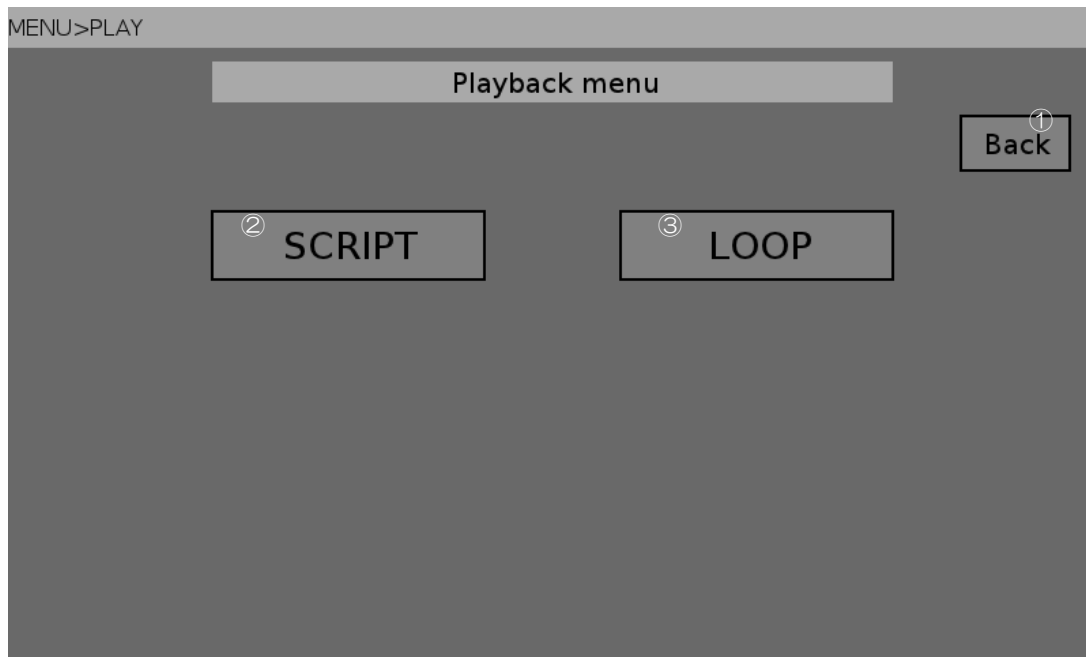 MENU>PLAY
Playback menu
①
Back
②
SCRIPT
③
LOOP